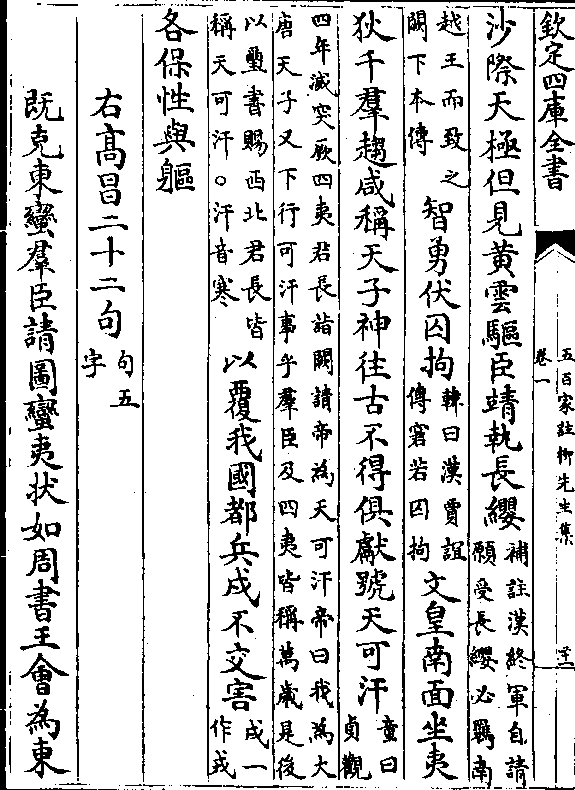 欽定四庫全書
五百家註柳先生集
卷一
沙際天極但見黃雲驅臣靖執長纓補註漢終軍自請願受長纓必羈南
越王而致之闕下本傳智勇伏囚拘韓曰漢賈誼傳窘若囚拘文皇南面坐夷
狄千羣趨咸稱天子神往古不得俱獻號天可汗童曰貞觀
四年滅突厥四夷君長詣闕請帝為天可汗帝曰我為大唐天子又下行可汗事乎羣臣及四夷皆稱萬歲是後
以璽書賜西北君長皆稱天可汗○汗音寒以覆我國都兵戍不交害戍一作戎
各保性與軀
右高昌二十二句句五字
既克東蠻羣臣請圖蠻夷狀如周書王會為東